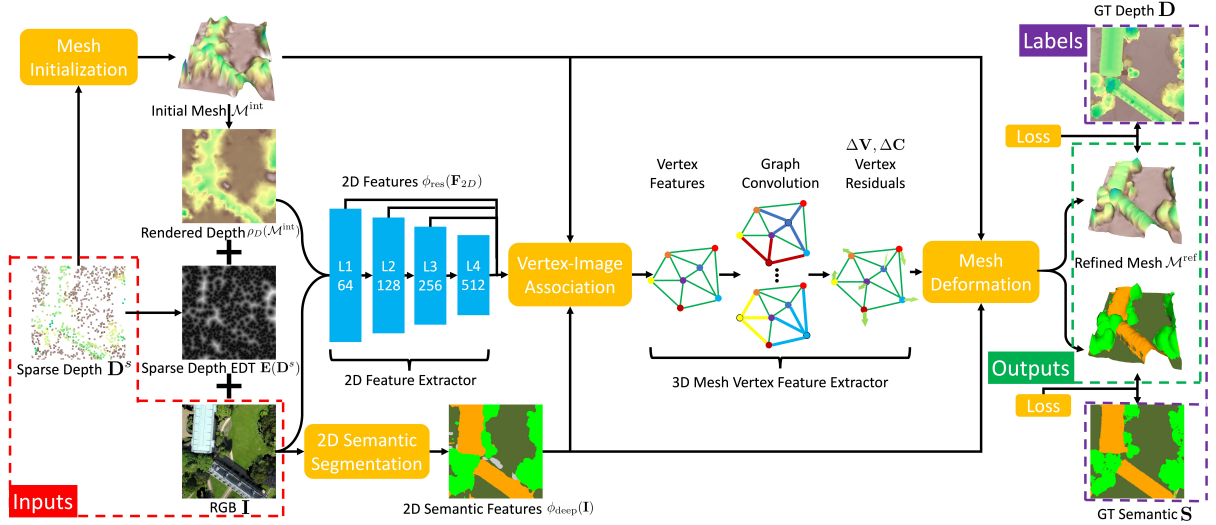 Mesh
Initialization
Initial Mesh 𝓜^int
Rendered Depth ρ_D(𝓜^int)
Sparse Depth D^s
Sparse Depth EDT E(D^s)
Inputs
RGB I
2D Features ϕ_res(F_2D)
L1
64
L2
128
L3
256
L4
512
2D Feature Extractor
2D Semantic
Segmentation
2D Semantic Features ϕ_deep(I)
Vertex-Image
Association
Vertex
Features
Graph
Convolution
ΔV, ΔC
Vertex
Residuals
3D Mesh Vertex Feature Extractor
Mesh
Deformation
GT Depth D
Labels
Loss
Refined Mesh 𝓜^ref
Outputs
Loss
GT Semantic S